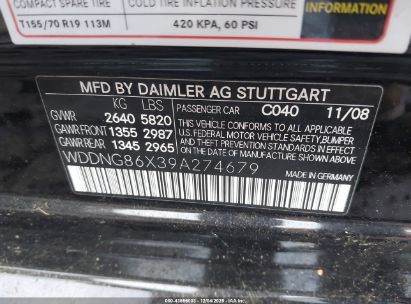 COMPACT SPARE TIRE
COLD TIRE INFLATION PRESSURE
T155/70 R19 113M
420 KPA, 60 PSI
INFORMATION
MFD BY DAIMLER AG STUTTGART
KG LBS
GVWR 2640 5820
GAWR FRONT 1355 2987
GAWR REAR 1345 2965
PASSENGER CAR C040 11/08
THIS VEHICLE CONFORMS TO ALL APPLICABLE
U.S. FEDERAL MOTOR VEHICLE SAFETY, BUMPER,
AND THEFT PREVENTION STANDARDS IN EFFECT
ON THE DATE OF MANUFACTURE SHOWN ABOVE.
WDDNG86X39A274679
MADE IN GERMANY